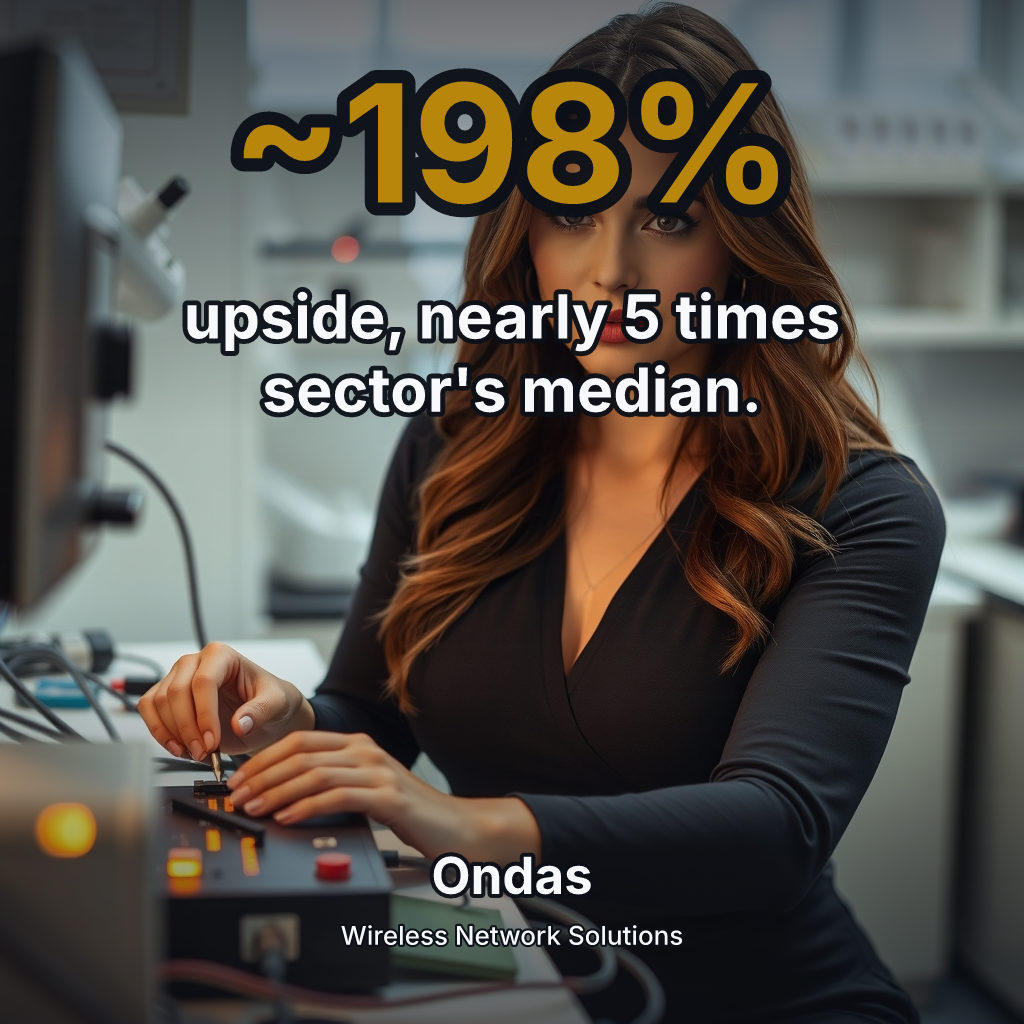 ~198%
upside, nearly 5 times
sector's median.
Ondas
Wireless Network Solutions